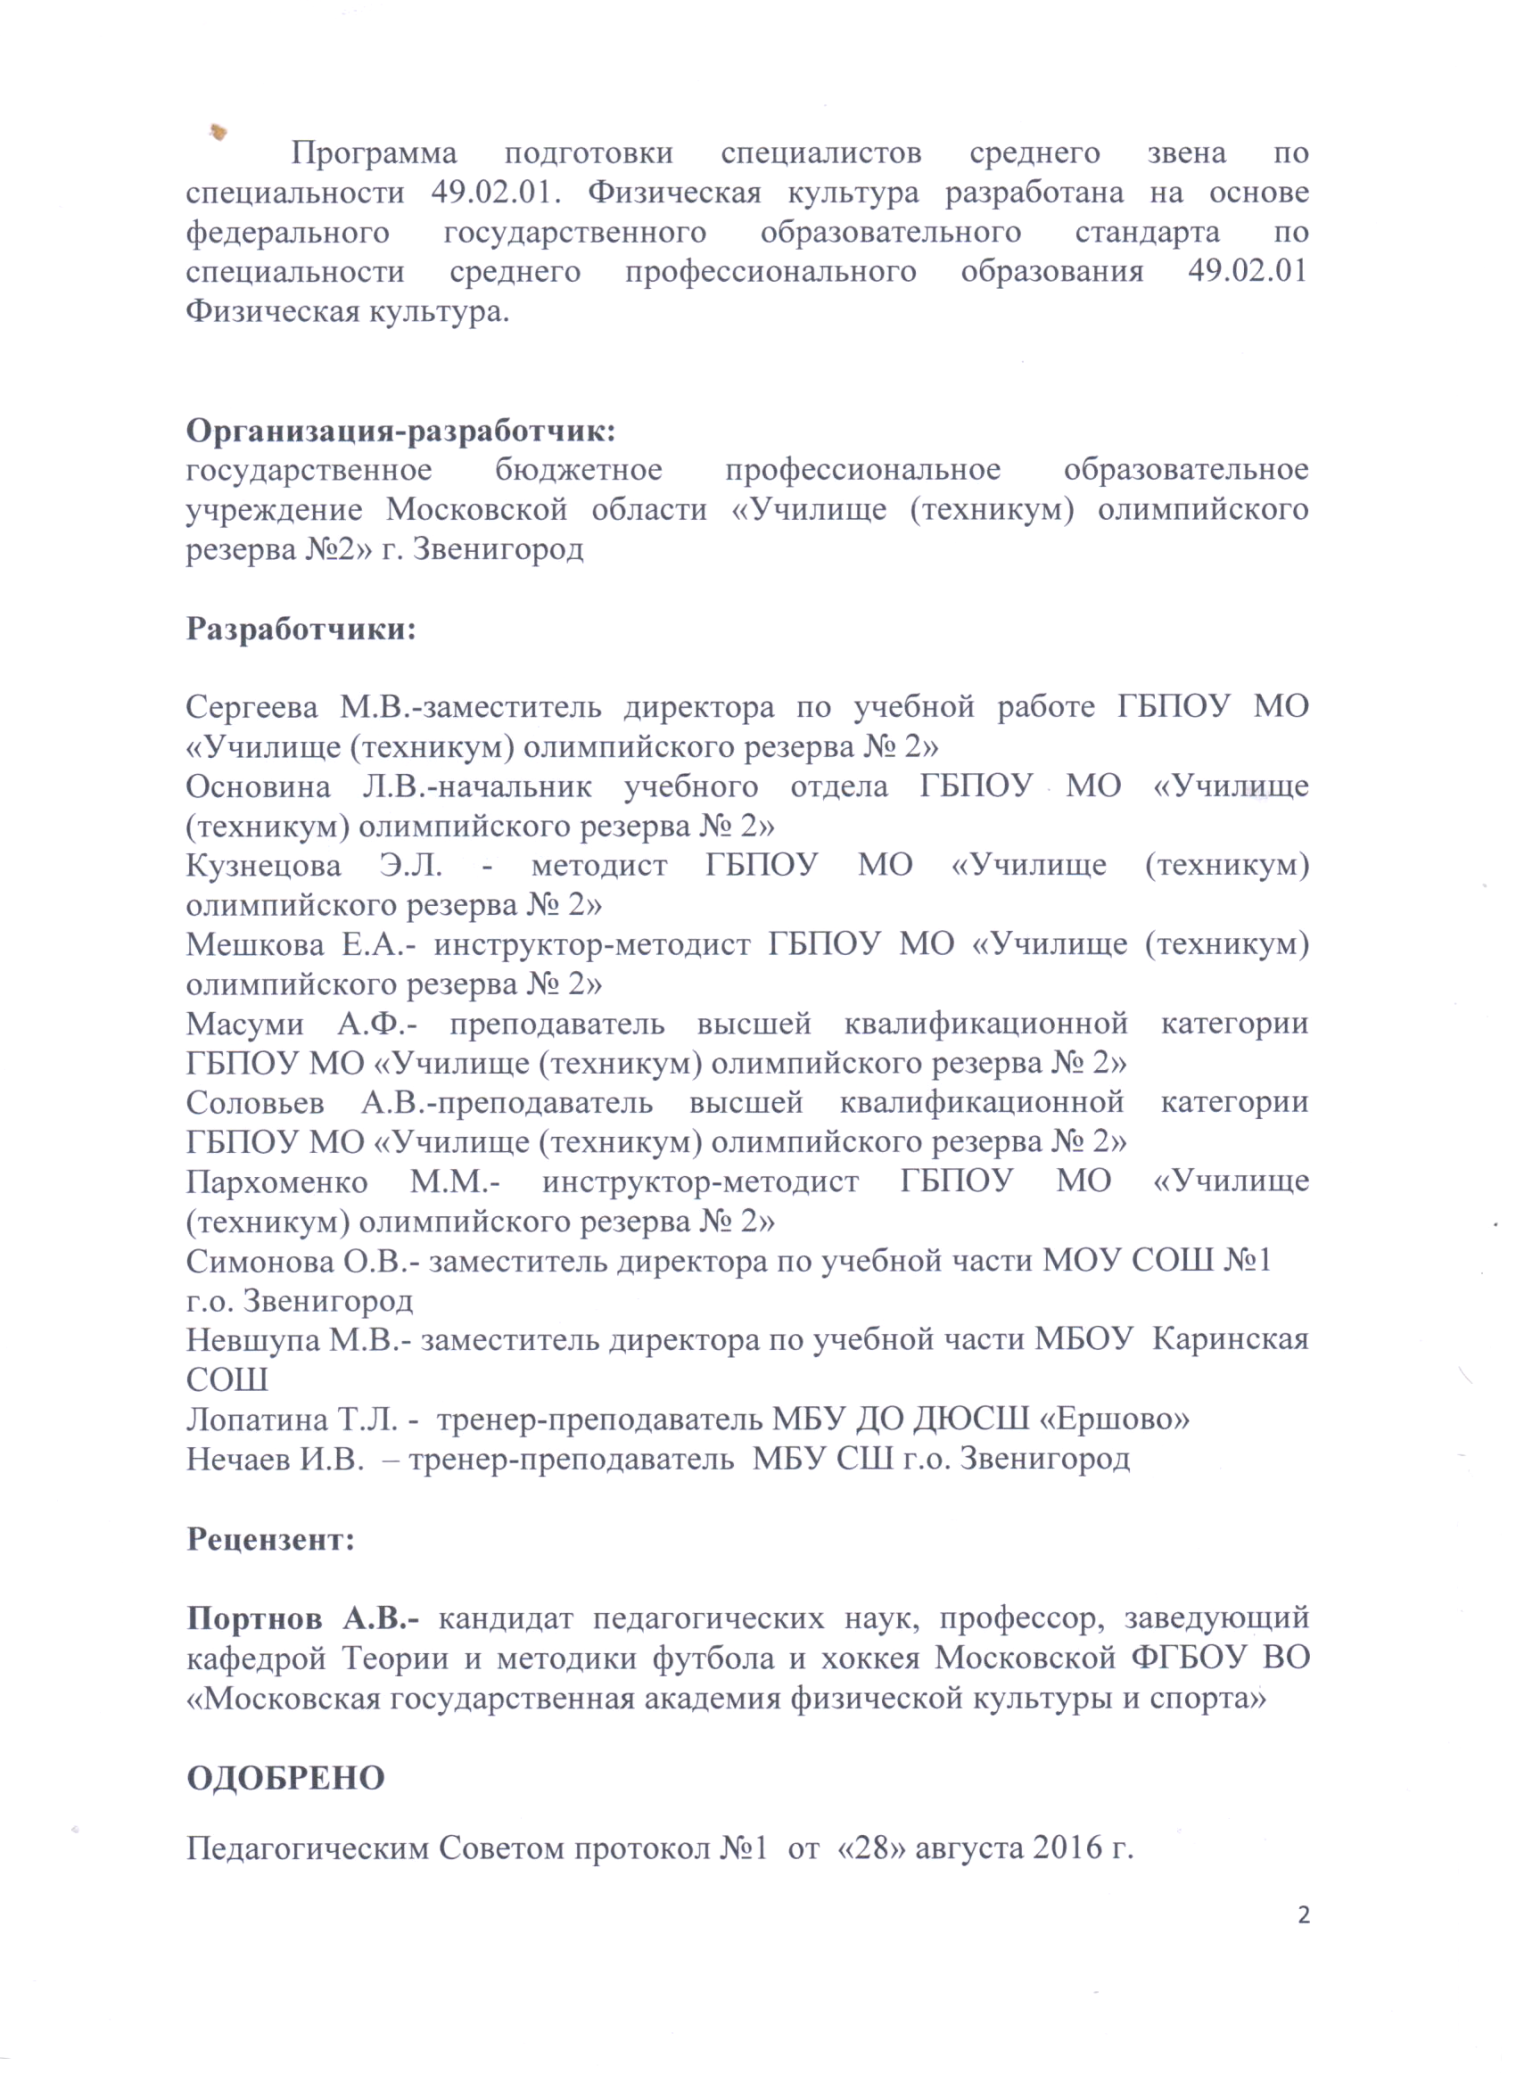 Программа подготовки специалистов среднего звена по
специальности 49.02.01. Физическая культура разработана на основе
федерального государственного образовательного стандарта по
специальности среднего профессионального образования 49.02.01
Физическая культура.
Организация-разработчик:
государственное бюджетное профессиональное образовательное
учреждение Московской области «Училище (техникум) олимпийского
резерва №2» г. Звенигород
Разработчики:
Сергеева М.В.-заместитель директора по учебной работе ГБПОУ МО
«Училище (техникум) олимпийского резерва № 2»
Основина Л.В.-начальник учебного отдела ГБПОУ МО «Училище
(техникум) олимпийского резерва № 2»
Кузнецова Э.Л. - методист ГБПОУ МО «Училище (техникум)
олимпийского резерва № 2»
Мешкова Е.А.- инструктор-методист ГБПОУ МО «Училище (техникум)
олимпийского резерва № 2»
Масуми А.Ф.- преподаватель высшей квалификационной категории
ГБПОУ МО «Училище (техникум) олимпийского резерва № 2»
Соловьев А.В.-преподаватель высшей квалификационной категории
ГБПОУ МО «Училище (техникум) олимпийского резерва № 2»
Пархоменко М.М.- инструктор-методист ГБПОУ МО «Училище
(техникум) олимпийского резерва № 2»
Симонова О.В.- заместитель директора по учебной части МОУ СОШ №1
г.о. Звенигород
Невшупа М.В.- заместитель директора по учебной части МБОУ  Каринская
СОШ
Лопатина Т.Л. -  тренер-преподаватель МБУ ДО ДЮСШ «Ершово»
Нечаев И.В.  – тренер-преподаватель  МБУ СШ г.о. Звенигород
Рецензент:
Портнов А.В.- кандидат педагогических наук, профессор, заведующий
кафедрой Теории и методики футбола и хоккея Московской ФГБОУ ВО
«Московская государственная академия физической культуры и спорта»
ОДОБРЕНО
Педагогическим Советом протокол №1  от  «28» августа 2016 г.
2